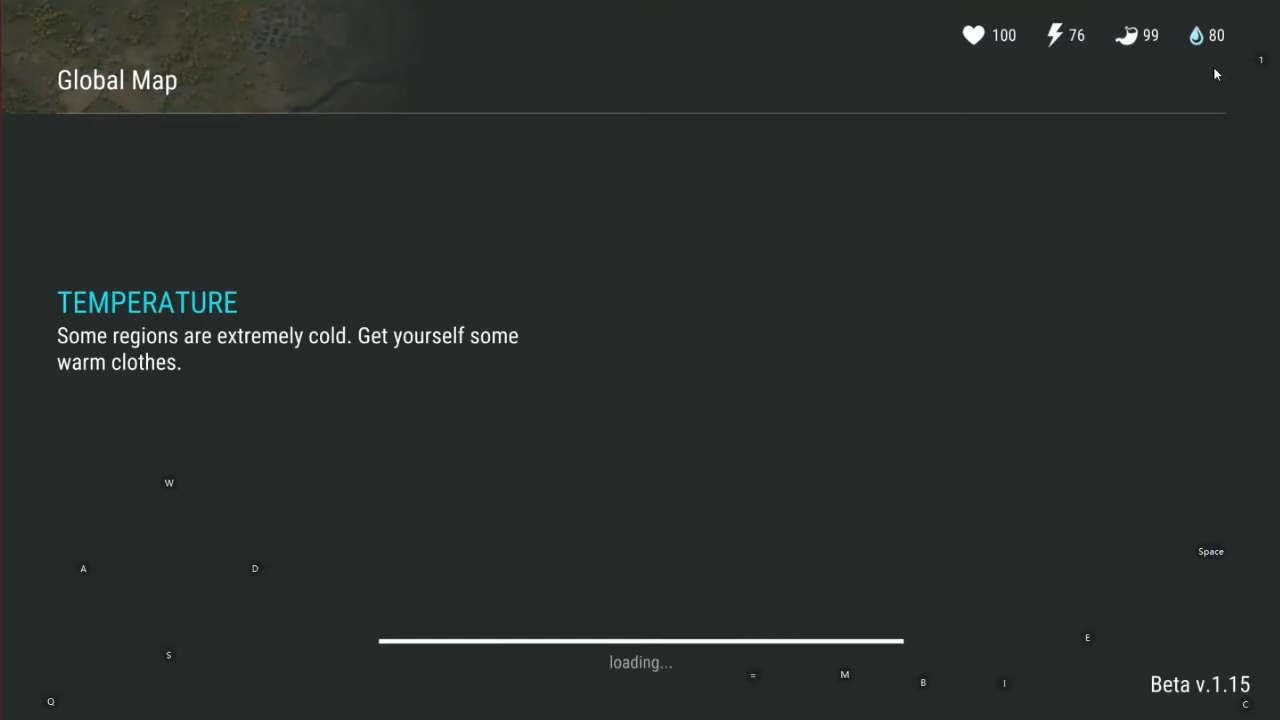 100 76 99 80
1
Global Map
TEMPERATURE
Some regions are extremely cold. Get yourself some
warm clothes.
W
A D
Space
S
E
loading...
= M B I
Beta v.1.15
Q C